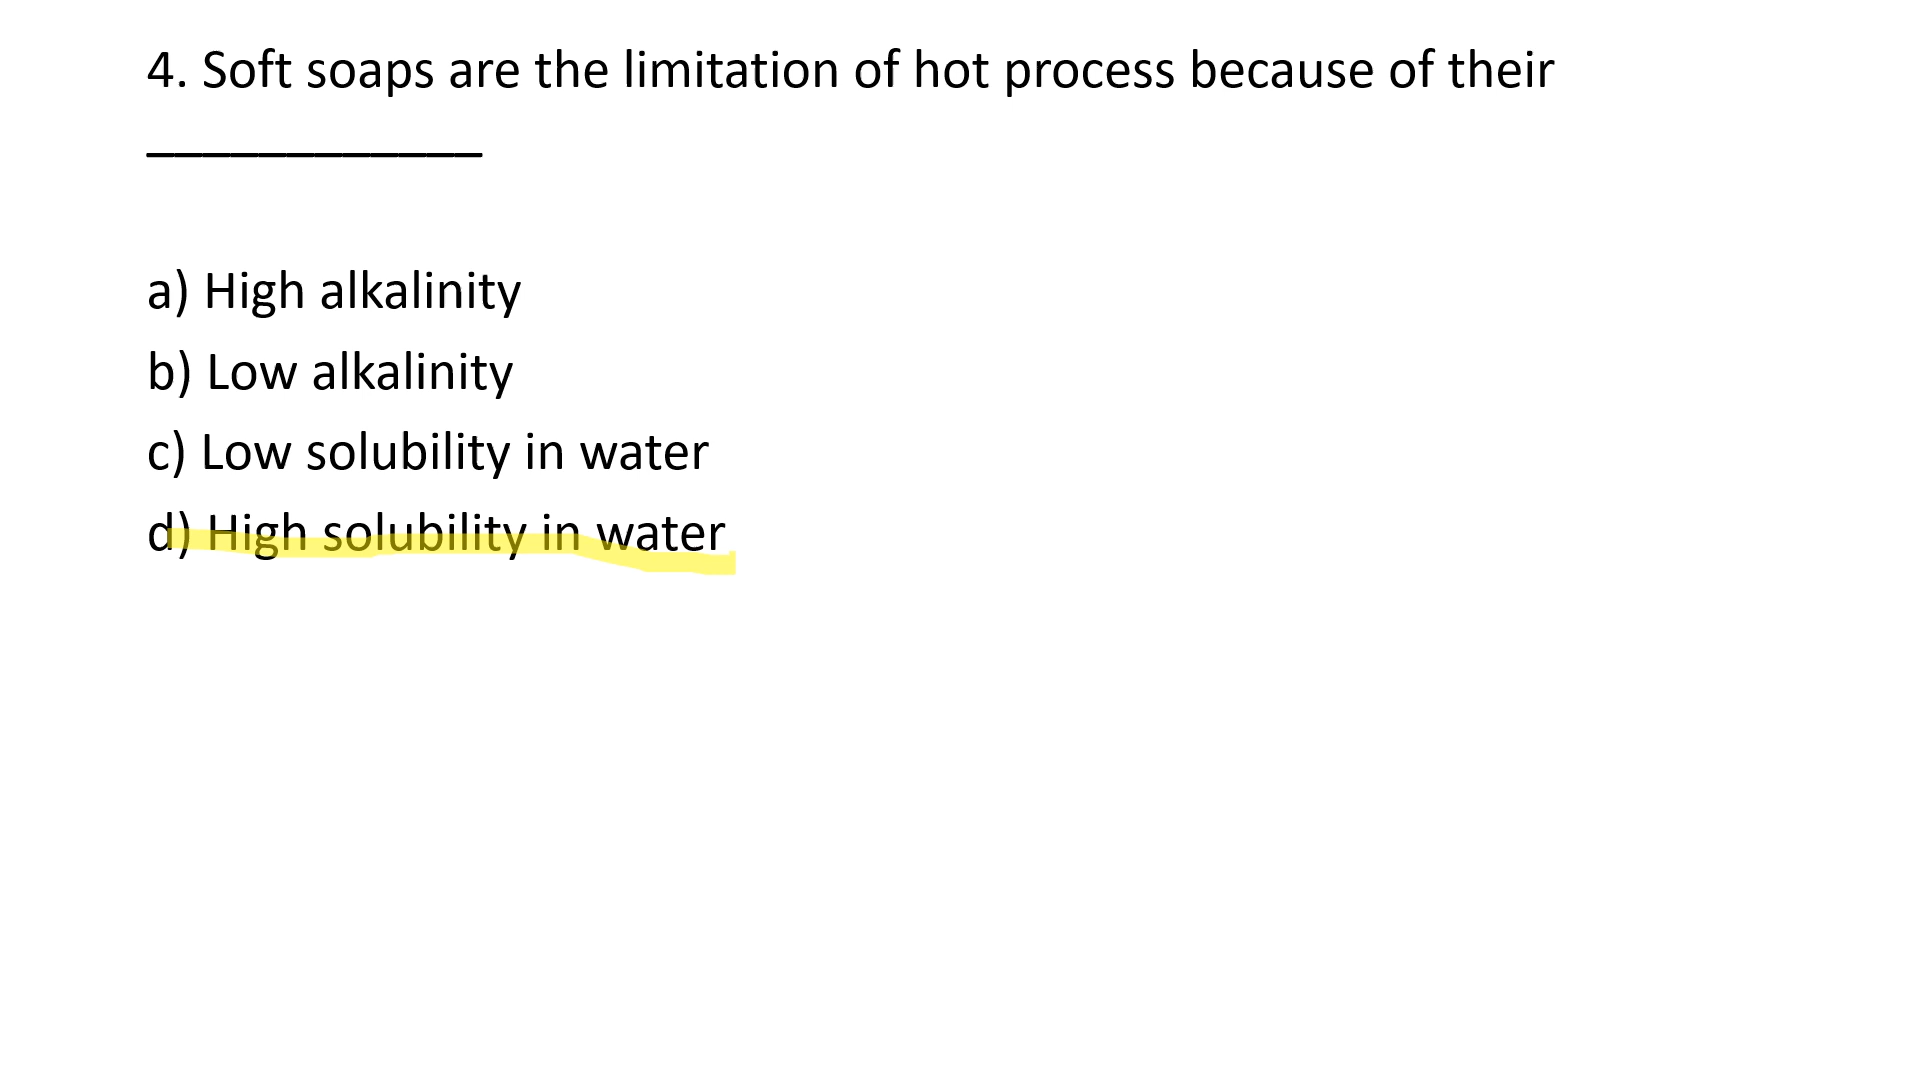 4. Soft soaps are the limitation of hot process because of their
____________
a) High alkalinity
b) Low alkalinity
c) Low solubility in water
d) High solubility in water